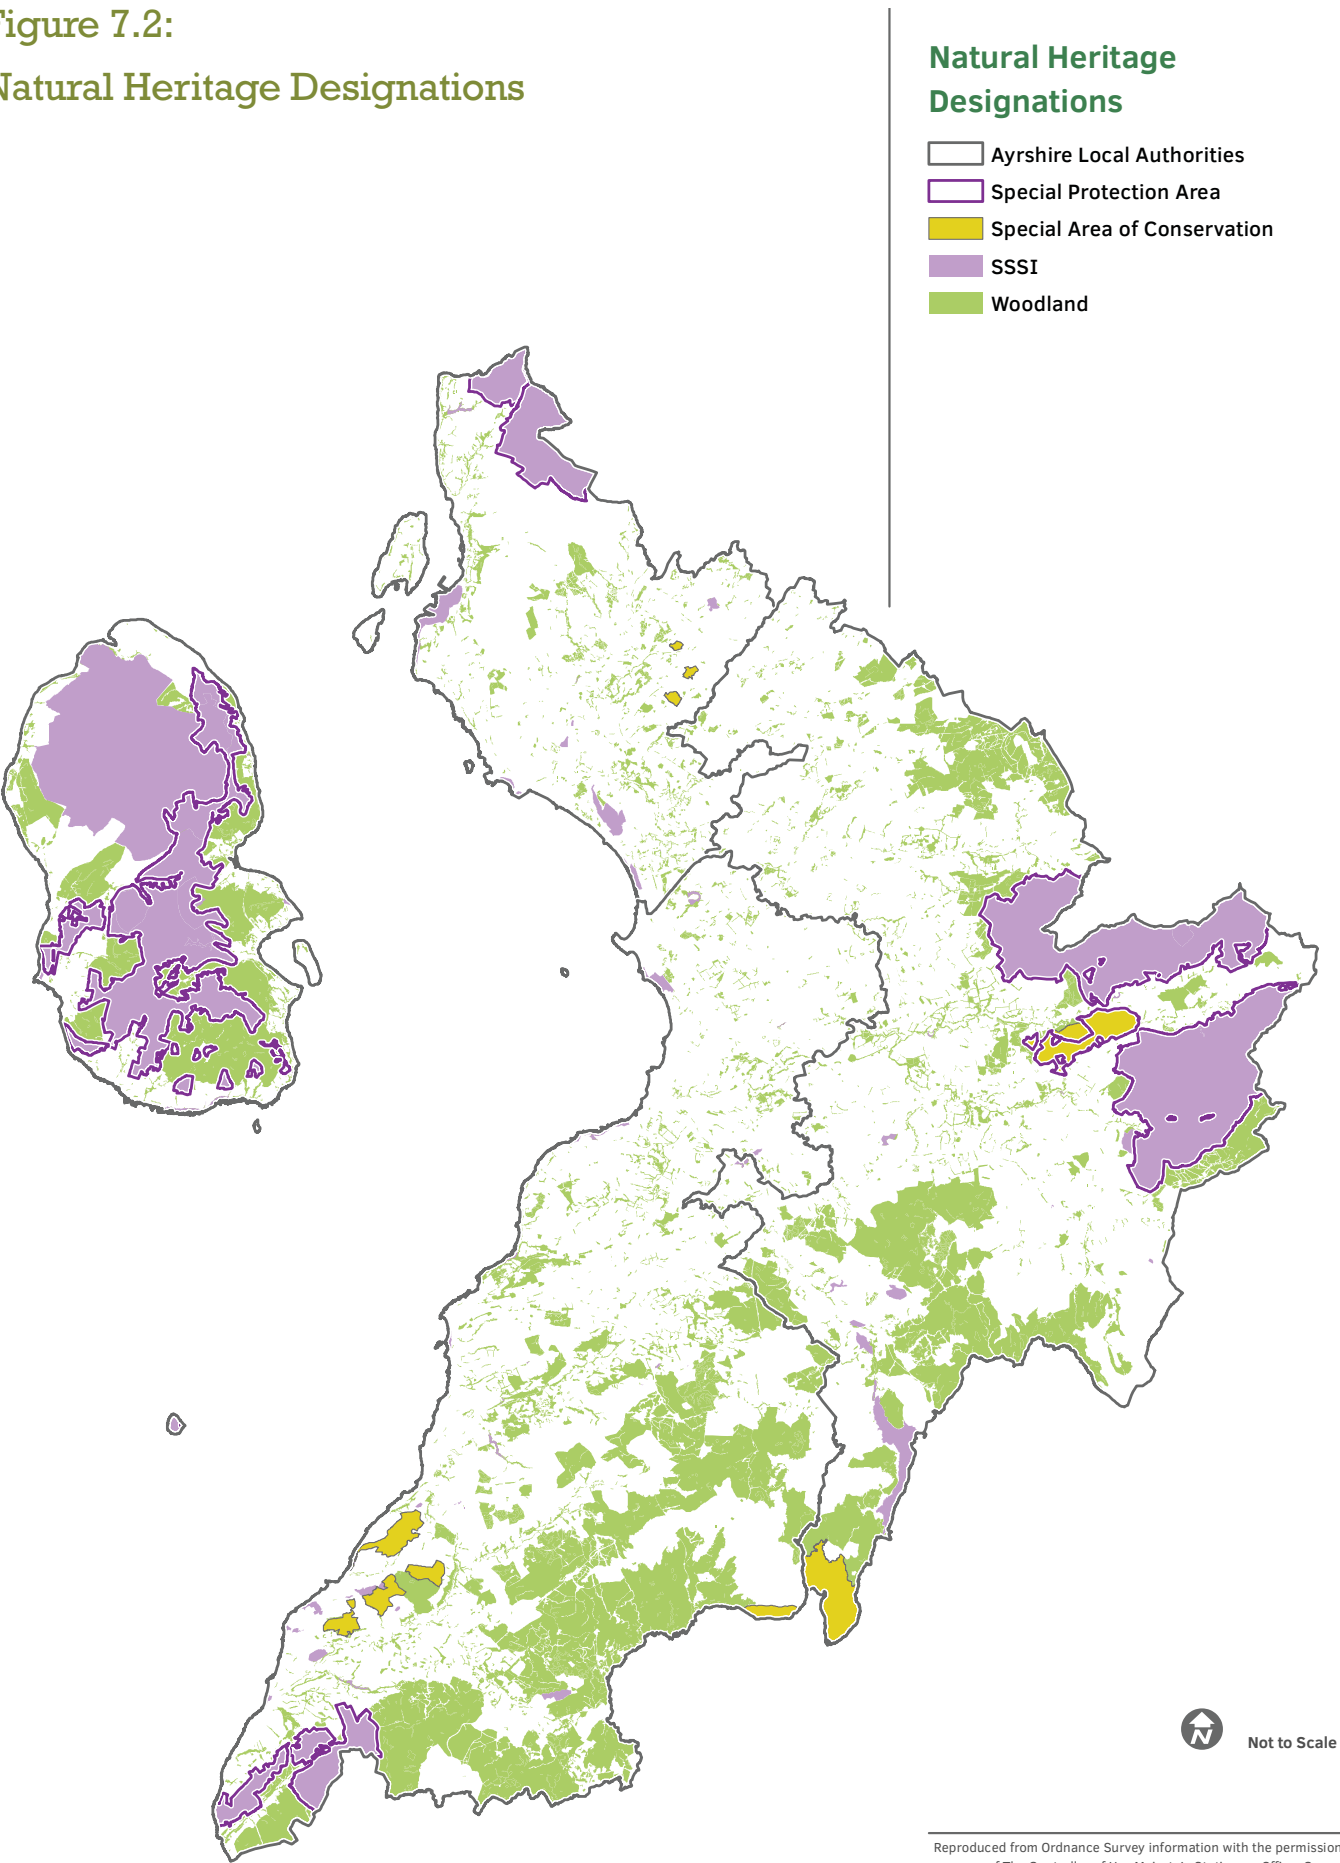 Figure 7.2:
Natural Heritage Designations
Natural Heritage
Designations
Ayrshire Local Authorities
Special Protection Area
Special Area of Conservation
SSSI
Woodland
N
Not to Scale
Reproduced from Ordnance Survey information with the permission